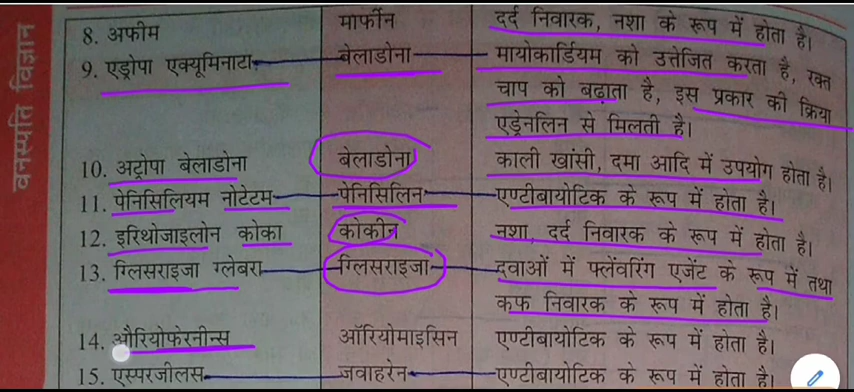 वनस्पति विज्ञान
8. अफीम मार्फीन दर्द निवारक, नशा के रूप में होता है।
9. एड्रोपा एक्यूमिनाटा बेलाडोना मायोकार्डियम को उत्तेजित करता है, रक्त
चाप को बढ़ाता है, इस प्रकार की क्रिया
एड्रेनलिन से मिलती है।
10. अट्रोपा बेलाडोना बेलाडोना काली खांसी, दमा आदि में उपयोग होता है।
11. पेनिसिलियम नोटेटम पेनिसिलिन एण्टीबायोटिक के रूप में होता है।
12. इरिथोजाइलोन कोका कोकीन नशा, दर्द निवारक के रूप में होता है।
13. ग्लिसराइजा ग्लेबरा ग्लिसराइजा दवाओं में फ्लेंवरिंग एजेंट के रूप में तथा
कफ निवारक के रूप में होता है।
14. औरियोफेरनीन्स ऑरियोमाइसिन एण्टीबायोटिक के रूप में होता है।
15. एस्परजीलस जवाहरेन एण्टीबायोटिक के रूप में होता है।